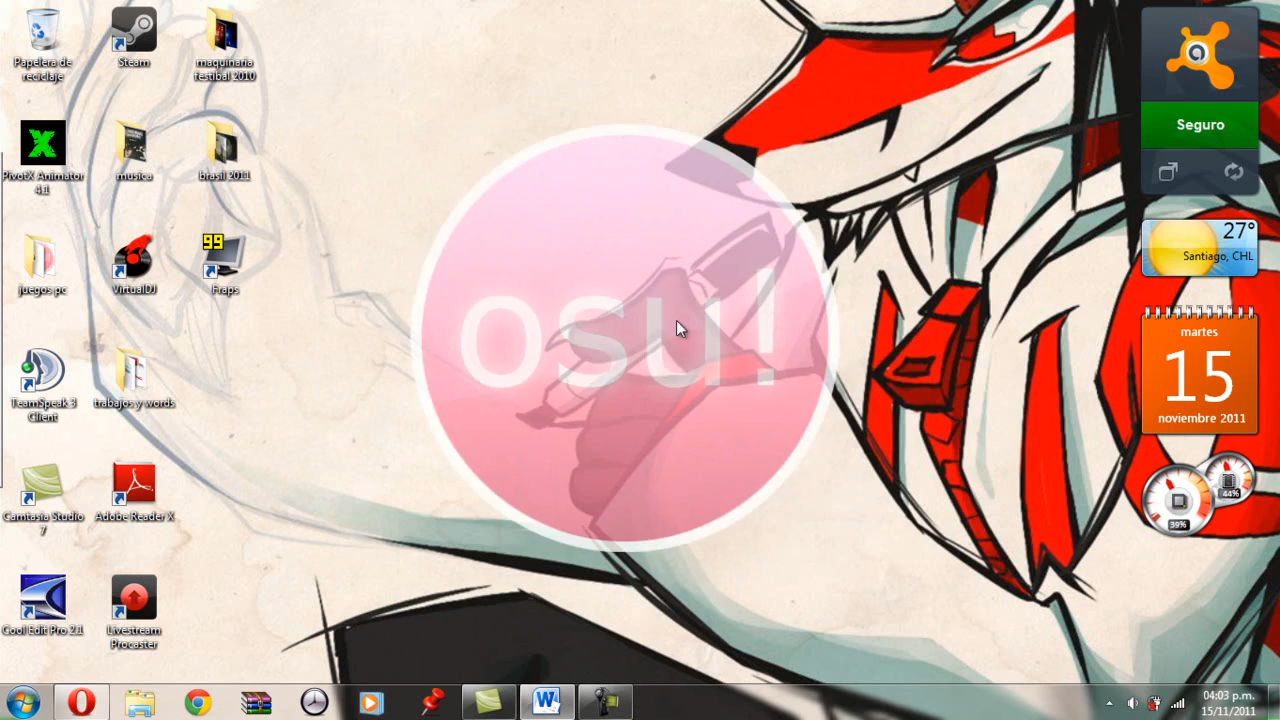 Papelera de
reciclaje
Steam
maquinaria
festibal 2010
PivotX Animator
4.1
musica
brasil 2011
juegos pc
VirtualDJ
99
Fraps
TeamSpeak 3
Client
trabajos y words
Camtasia Studio
7
Adobe Reader X
Cool Edit Pro 2.1
Livestream
Procaster
osu!
Seguro
27°
Santiago, CHL
martes
15
noviembre 2011
44%
39%
W
04:03 p.m.
15/11/2011